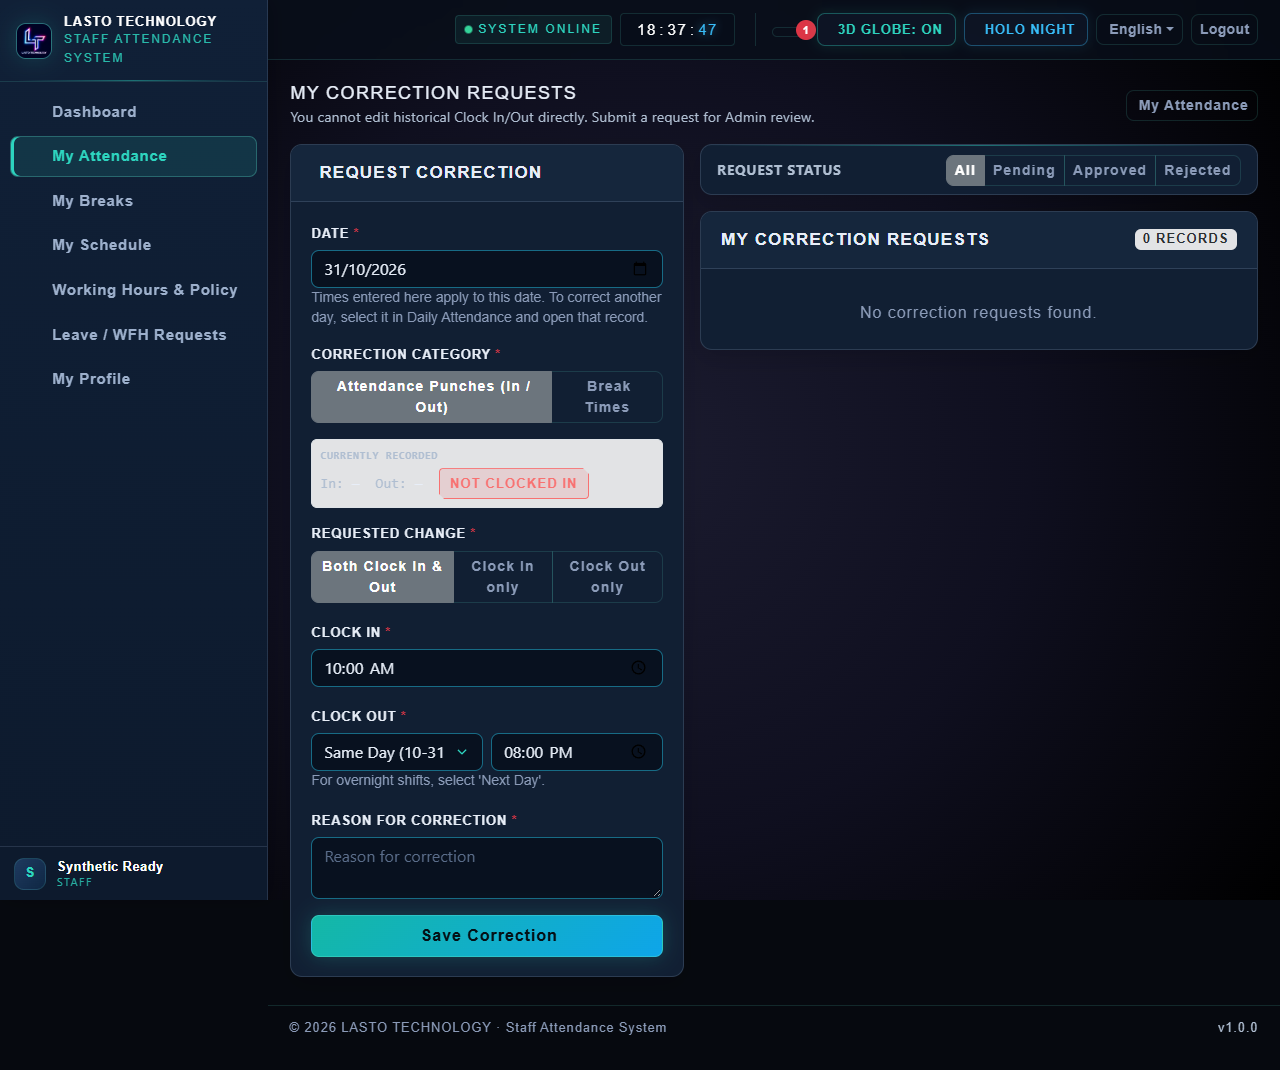 LASTO TECHNOLOGY
STAFF ATTENDANCE
SYSTEM
SYSTEM ONLINE
18:37:47
1
3D GLOBE: ON
HOLO NIGHT
English
Logout
Dashboard
My Attendance
My Breaks
My Schedule
Working Hours & Policy
Leave / WFH Requests
My Profile
S
Synthetic Ready
STAFF
MY CORRECTION REQUESTS
You cannot edit historical Clock In/Out directly. Submit a request for Admin review.
My Attendance
REQUEST CORRECTION
DATE *
31/10/2026
Times entered here apply to this date. To correct another
day, select it in Daily Attendance and open that record.
CORRECTION CATEGORY *
Attendance Punches (In /
Out)
Break
Times
CURRENTLY RECORDED
In: — Out: — NOT CLOCKED IN
REQUESTED CHANGE *
Both Clock In &
Out
Clock In
only
Clock Out
only
CLOCK IN *
10:00 AM
CLOCK OUT *
Same Day (10-31
08:00 PM
For overnight shifts, select 'Next Day'.
REASON FOR CORRECTION *
Reason for correction
Save Correction
REQUEST STATUS
All
Pending
Approved
Rejected
MY CORRECTION REQUESTS
0 RECORDS
No correction requests found.
© 2026 LASTO TECHNOLOGY · Staff Attendance System
v1.0.0